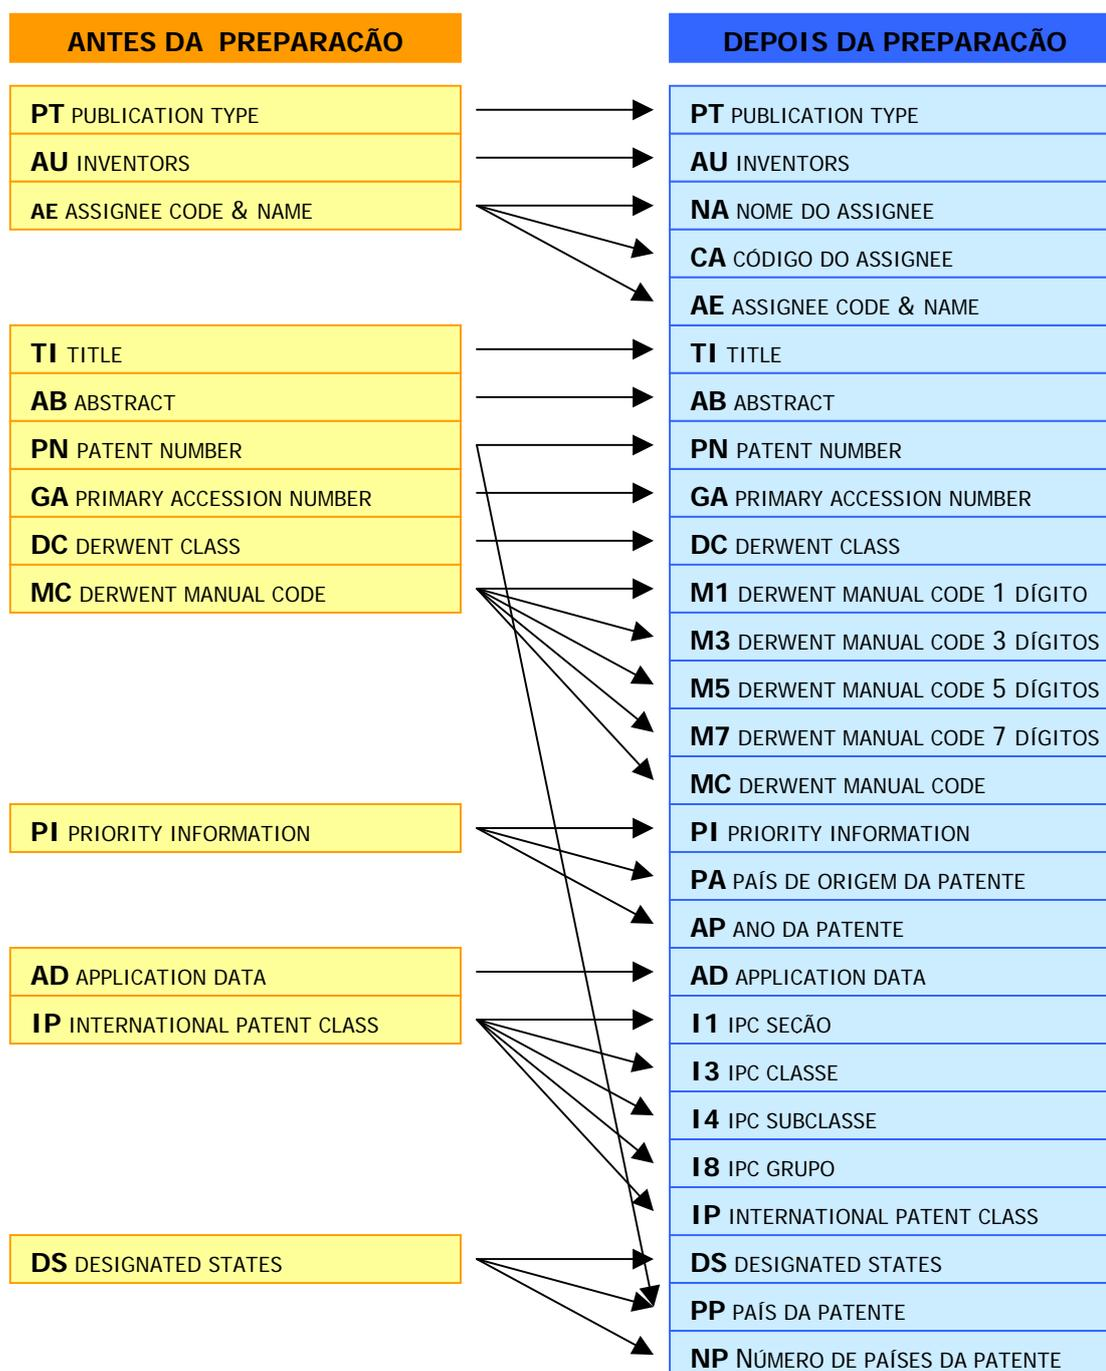 ANTES DA PREPARAÇÃO
PT PUBLICATION TYPE
AU INVENTORS
AE ASSIGNEE CODE & NAME
TI TITLE
AB ABSTRACT
PN PATENT NUMBER
GA PRIMARY ACCESSION NUMBER
DC DERWENT CLASS
MC DERWENT MANUAL CODE
PI PRIORITY INFORMATION
AD APPLICATION DATA
IP INTERNATIONAL PATENT CLASS
DS DESIGNATED STATES
DEPOIS DA PREPARAÇÃO
PT PUBLICATION TYPE
AU INVENTORS
NA NOME DO ASSIGNEE
CA CÓDIGO DO ASSIGNEE
AE ASSIGNEE CODE & NAME
TI TITLE
AB ABSTRACT
PN PATENT NUMBER
GA PRIMARY ACCESSION NUMBER
DC DERWENT CLASS
M1 DERWENT MANUAL CODE 1 DÍGITO
M3 DERWENT MANUAL CODE 3 DÍGITOS
M5 DERWENT MANUAL CODE 5 DÍGITOS
M7 DERWENT MANUAL CODE 7 DÍGITOS
MC DERWENT MANUAL CODE
PI PRIORITY INFORMATION
PA PAÍS DE ORIGEM DA PATENTE
AP ANO DA PATENTE
AD APPLICATION DATA
I1 IPC SEÇÃO
I3 IPC CLASSE
I4 IPC SUBCLASSE
I8 IPC GRUPO
IP INTERNATIONAL PATENT CLASS
DS DESIGNATED STATES
PP PAÍS DA PATENTE
NP NÚMERO DE PAÍSES DA PATENTE